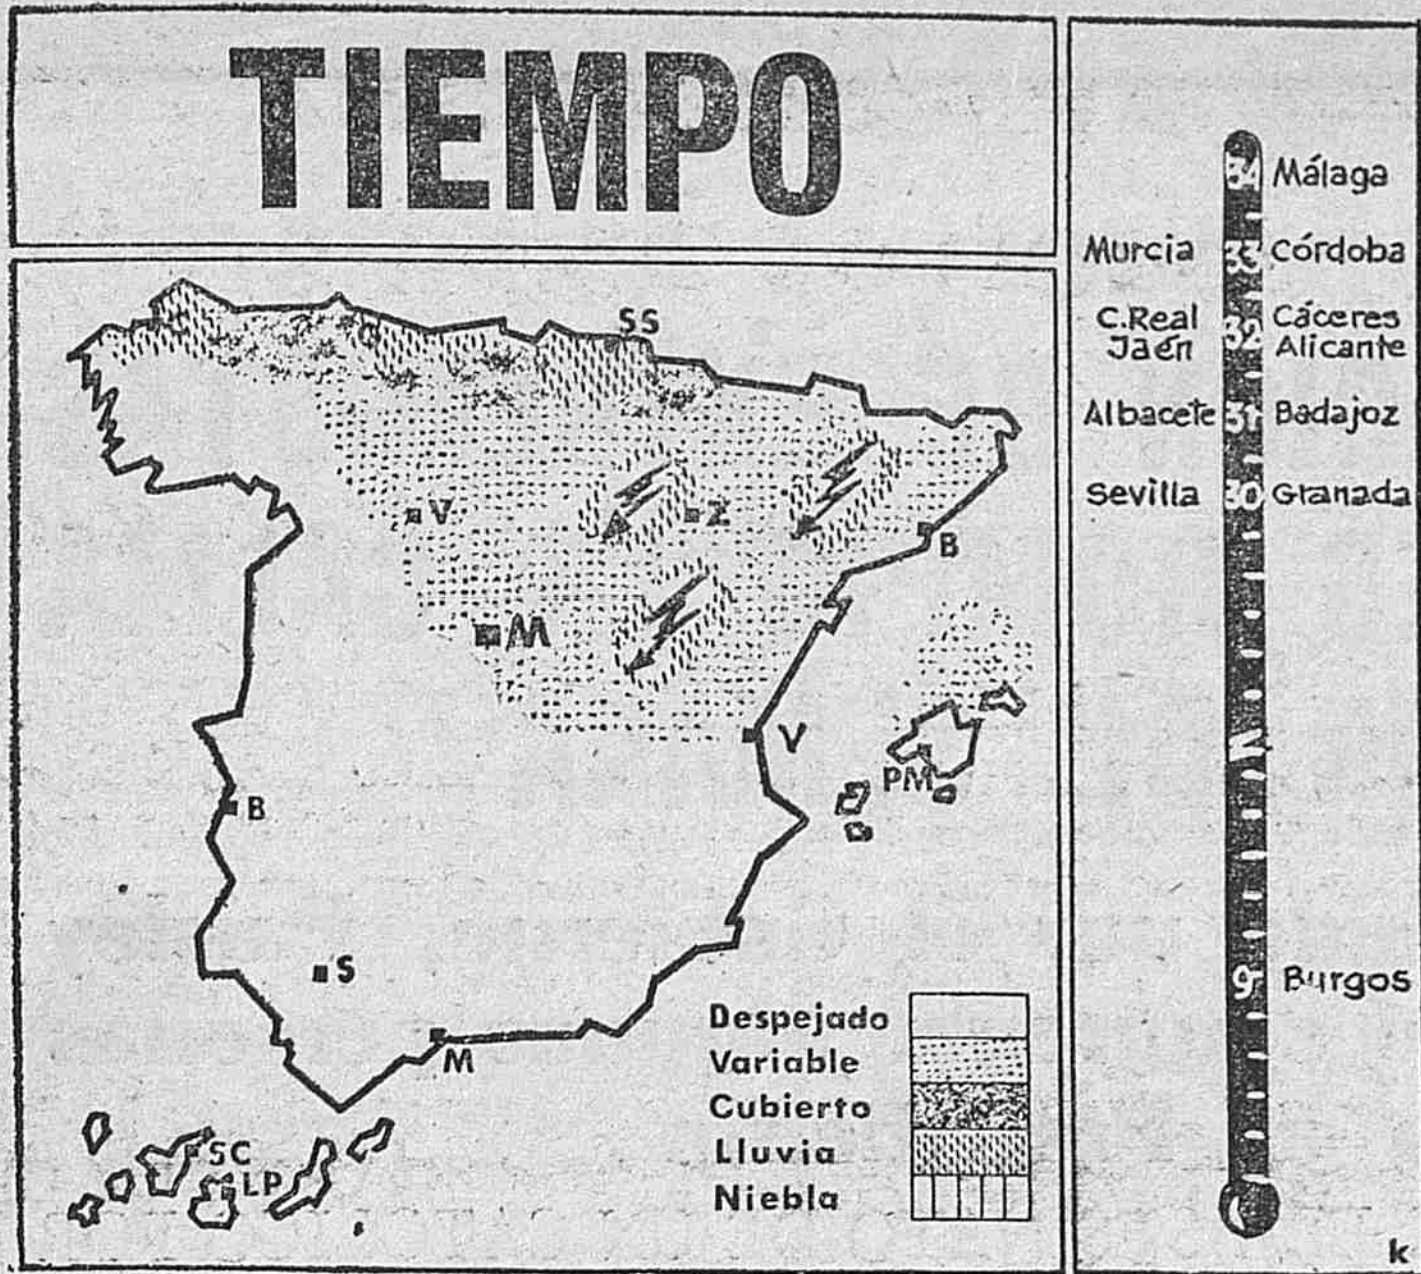 TIEMPO
SS
V
Z
B
M
V
PM
B
S
M
SC
LP
Despejado
Variable
Cubierto
Lluvia
Niebla
34 Málaga
Murcia 33 Córdoba
C.Real 32 Cáceres
Jaén Alicante
Albacete 31 Badajoz
Sevilla 30 Granada
9 Burgos
k